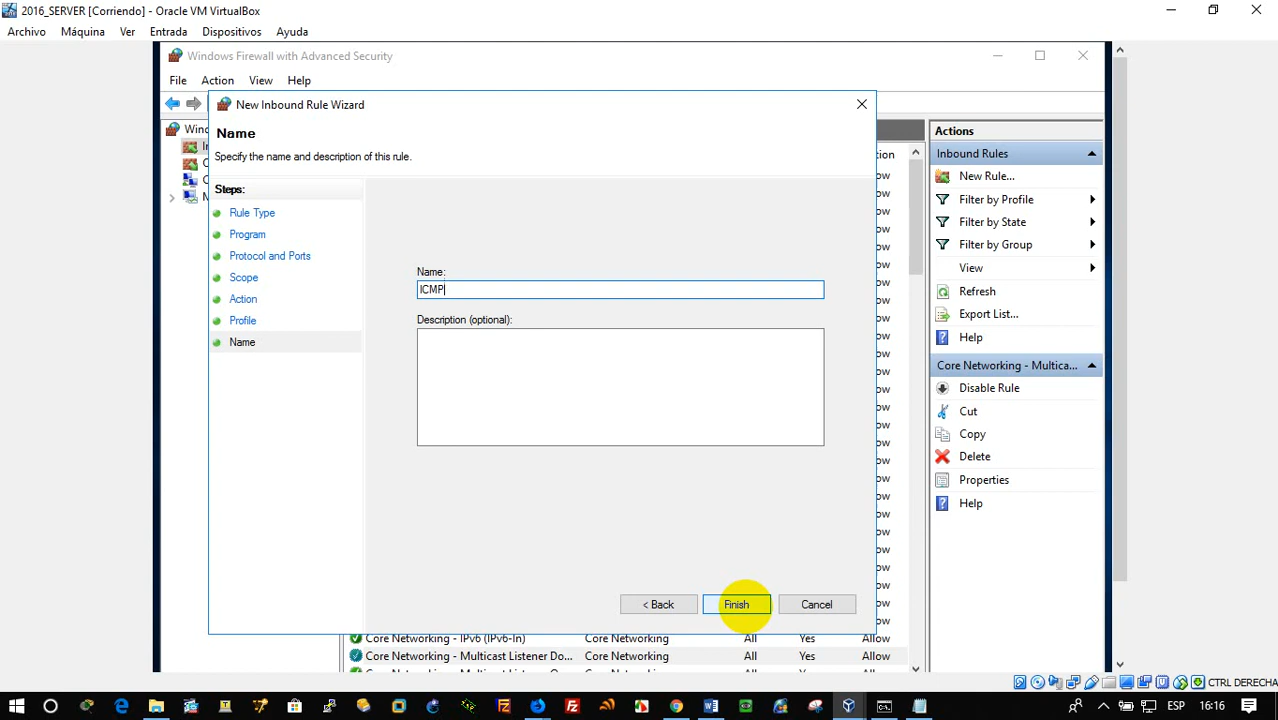 2016_SERVER [Corriendo] - Oracle VM VirtualBox
Archivo Máquina Ver Entrada Dispositivos Ayuda
Windows Firewall with Advanced Security
File Action View Help
New Inbound Rule Wizard
Name
Specify the name and description of this rule.
Steps:
Rule Type
Program
Protocol and Ports
Scope
Action
Profile
Name
Name:
ICMP
Description (optional):
< Back Finish Cancel
Core Networking - IPv6 (IPv6-In) Core Networking All Yes Allow
Core Networking - Multicast Listener Do... Core Networking All Yes Allow
Actions
Inbound Rules
New Rule...
Filter by Profile
Filter by State
Filter by Group
View
Refresh
Export List...
Help
Core Networking - Multica...
Disable Rule
Cut
Copy
Delete
Properties
Help
CTRL DERECHA
ESP 16:16